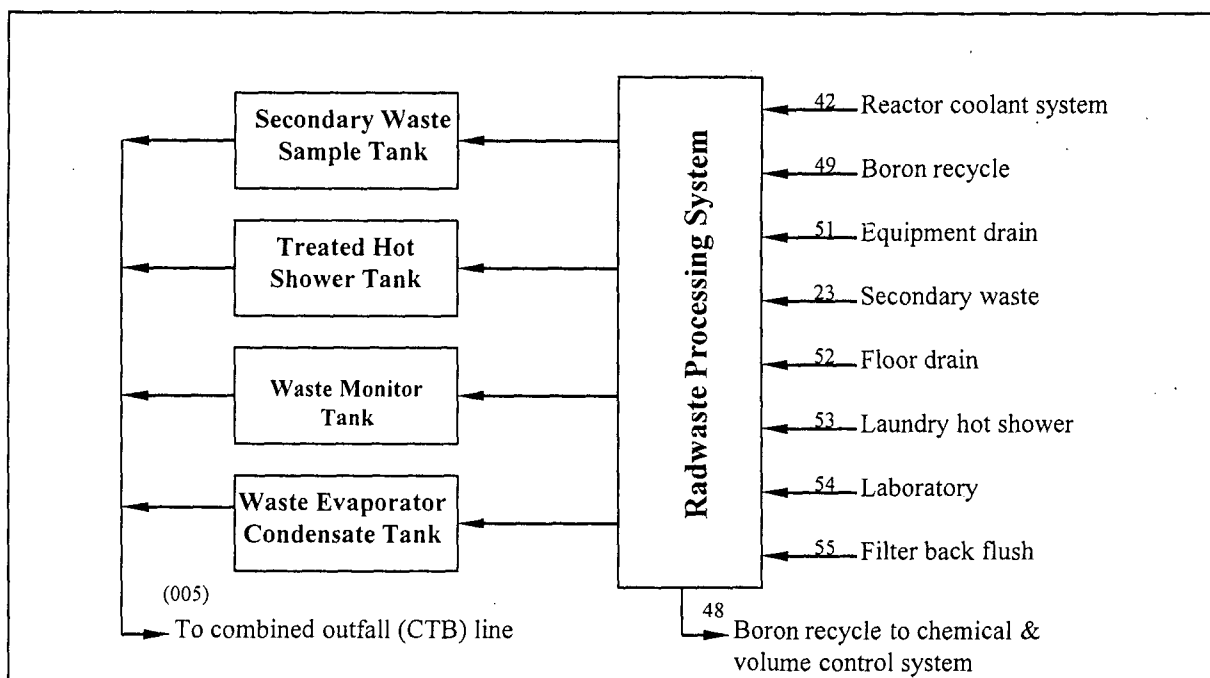 Secondary Waste
Sample Tank
Treated Hot
Shower Tank
Waste Monitor
Tank
Waste Evaporator
Condensate Tank
Radwaste Processing System
42 Reactor coolant system
49 Boron recycle
51 Equipment drain
23 Secondary waste
52 Floor drain
53 Laundry hot shower
54 Laboratory
55 Filter back flush
(005)
To combined outfall (CTB) line
48
Boron recycle to chemical &
volume control system